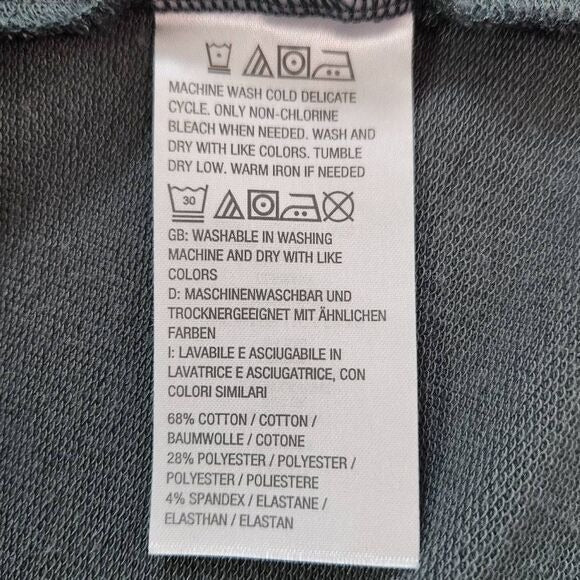 MACHINE WASH COLD DELICATE
CYCLE. ONLY NON-CHLORINE
BLEACH WHEN NEEDED. WASH AND
DRY WITH LIKE COLORS. TUMBLE
DRY LOW. WARM IRON IF NEEDED
30
GB: WASHABLE IN WASHING
MACHINE AND DRY WITH LIKE
COLORS
D: MASCHINENWASCHBAR UND
TROCKNERGEEIGNET MIT ÄHNLICHEN
FARBEN
I: LAVABILE E ASCIUGABILE IN
LAVATRICE E ASCIUGATRICE, CON
COLORI SIMILARI
68% COTTON / COTTON /
BAUMWOLLE / COTONE
28% POLYESTER / POLYESTER /
POLYESTER / POLIESTERE
4% SPANDEX / ELASTANE /
ELASTHAN / ELASTAN